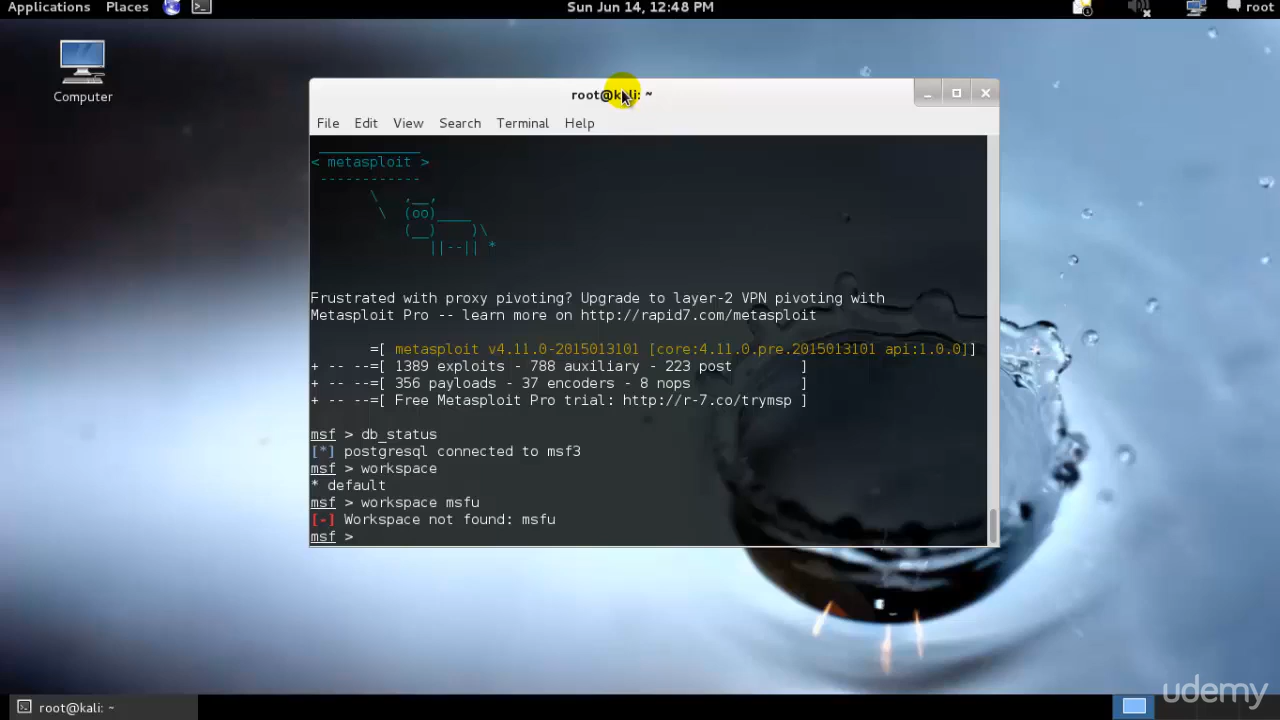 Applications Places Sun Jun 14, 12:48 PM root
Computer
root@kali: ~
File Edit View Search Terminal Help
< metasploit >
------------
\ ,__,
\ (oo)____
(__) )\
||--|| *
Frustrated with proxy pivoting? Upgrade to layer-2 VPN pivoting with
Metasploit Pro -- learn more on http://rapid7.com/metasploit
=[ metasploit v4.11.0-2015013101 [core:4.11.0.pre.2015013101 api:1.0.0]]
+ -- --=[ 1389 exploits - 788 auxiliary - 223 post ]
+ -- --=[ 356 payloads - 37 encoders - 8 nops ]
+ -- --=[ Free Metasploit Pro trial: http://r-7.co/trymsp ]
msf > db_status
[*] postgresql connected to msf3
msf > workspace
* default
msf > workspace msfu
[-] Workspace not found: msfu
msf >
root@kali: ~
udemy